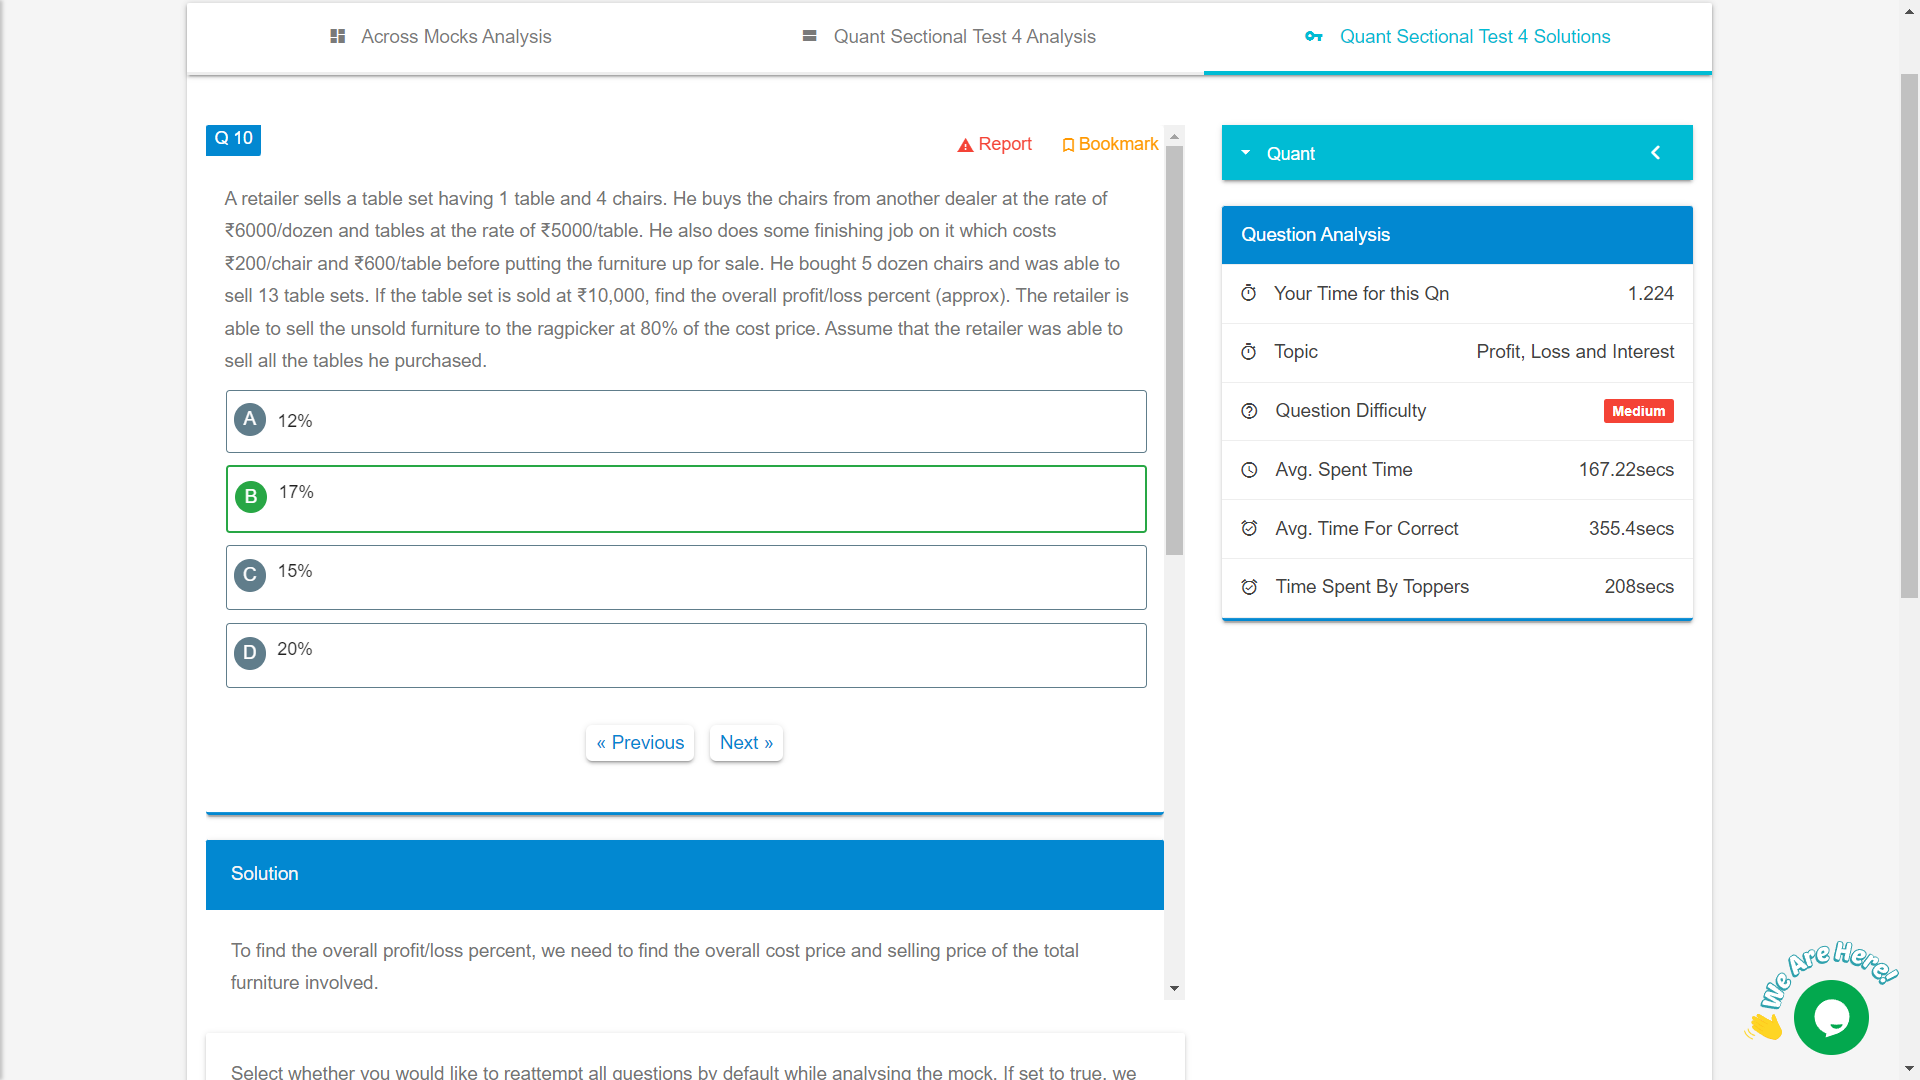 Across Mocks Analysis
Quant Sectional Test 4 Analysis
Quant Sectional Test 4 Solutions
Q 10
Report
Bookmark
A retailer sells a table set having 1 table and 4 chairs. He buys the chairs from another dealer at the rate of
₹6000/dozen and tables at the rate of ₹5000/table. He also does some finishing job on it which costs
₹200/chair and ₹600/table before putting the furniture up for sale. He bought 5 dozen chairs and was able to
sell 13 table sets. If the table set is sold at ₹10,000, find the overall profit/loss percent (approx). The retailer is
able to sell the unsold furniture to the ragpicker at 80% of the cost price. Assume that the retailer was able to
sell all the tables he purchased.
A 12%
B 17%
C 15%
D 20%
« Previous
Next »
Solution
To find the overall profit/loss percent, we need to find the overall cost price and selling price of the total
furniture involved.
Select whether you would like to reattempt all questions by default while analysing the mock. If set to true, we
Quant
Question Analysis
Your Time for this Qn 1.224
Topic Profit, Loss and Interest
Question Difficulty Medium
Avg. Spent Time 167.22secs
Avg. Time For Correct 355.4secs
Time Spent By Toppers 208secs
We Are Here!